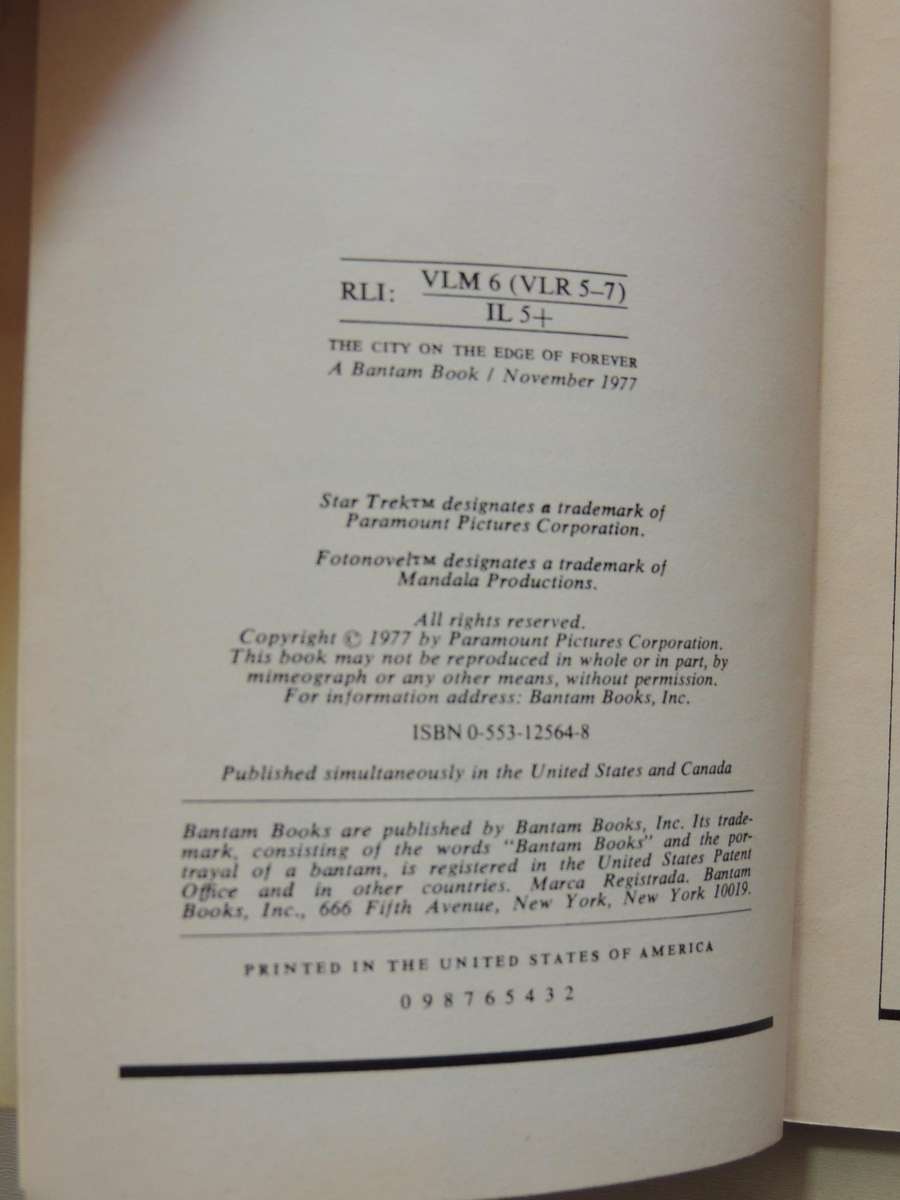 RLI: VLM 6 (VLR 5–7)
IL 5+
THE CITY ON THE EDGE OF FOREVER
A Bantam Book / November 1977
Star Trek™ designates a trademark of
Paramount Pictures Corporation.
Fotonovel™ designates a trademark of
Mandala Productions.
All rights reserved.
Copyright © 1977 by Paramount Pictures Corporation.
This book may not be reproduced in whole or in part, by
mimeograph or any other means, without permission.
For information address: Bantam Books, Inc.
ISBN 0-553-12564-8
Published simultaneously in the United States and Canada
Bantam Books are published by Bantam Books, Inc. Its trade-
mark, consisting of the words "Bantam Books" and the por-
trayal of a bantam, is registered in the United States Patent
Office and in other countries. Marca Registrada. Bantam
Books, Inc., 666 Fifth Avenue, New York, New York 10019.
PRINTED IN THE UNITED STATES OF AMERICA
0 9 8 7 6 5 4 3 2